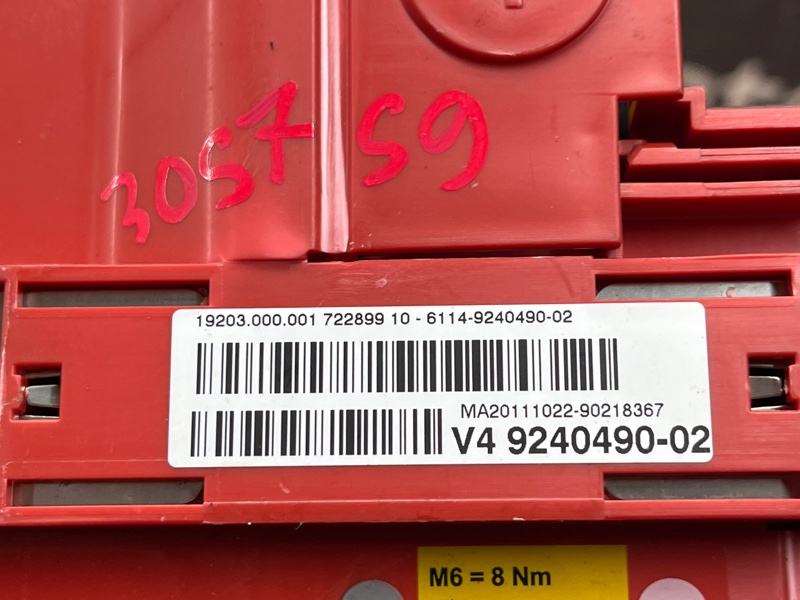 305759
19203.000.001 722899 10 - 6114-9240490-02
MA20111022-90218367
V4 9240490-02
M6 = 8 Nm